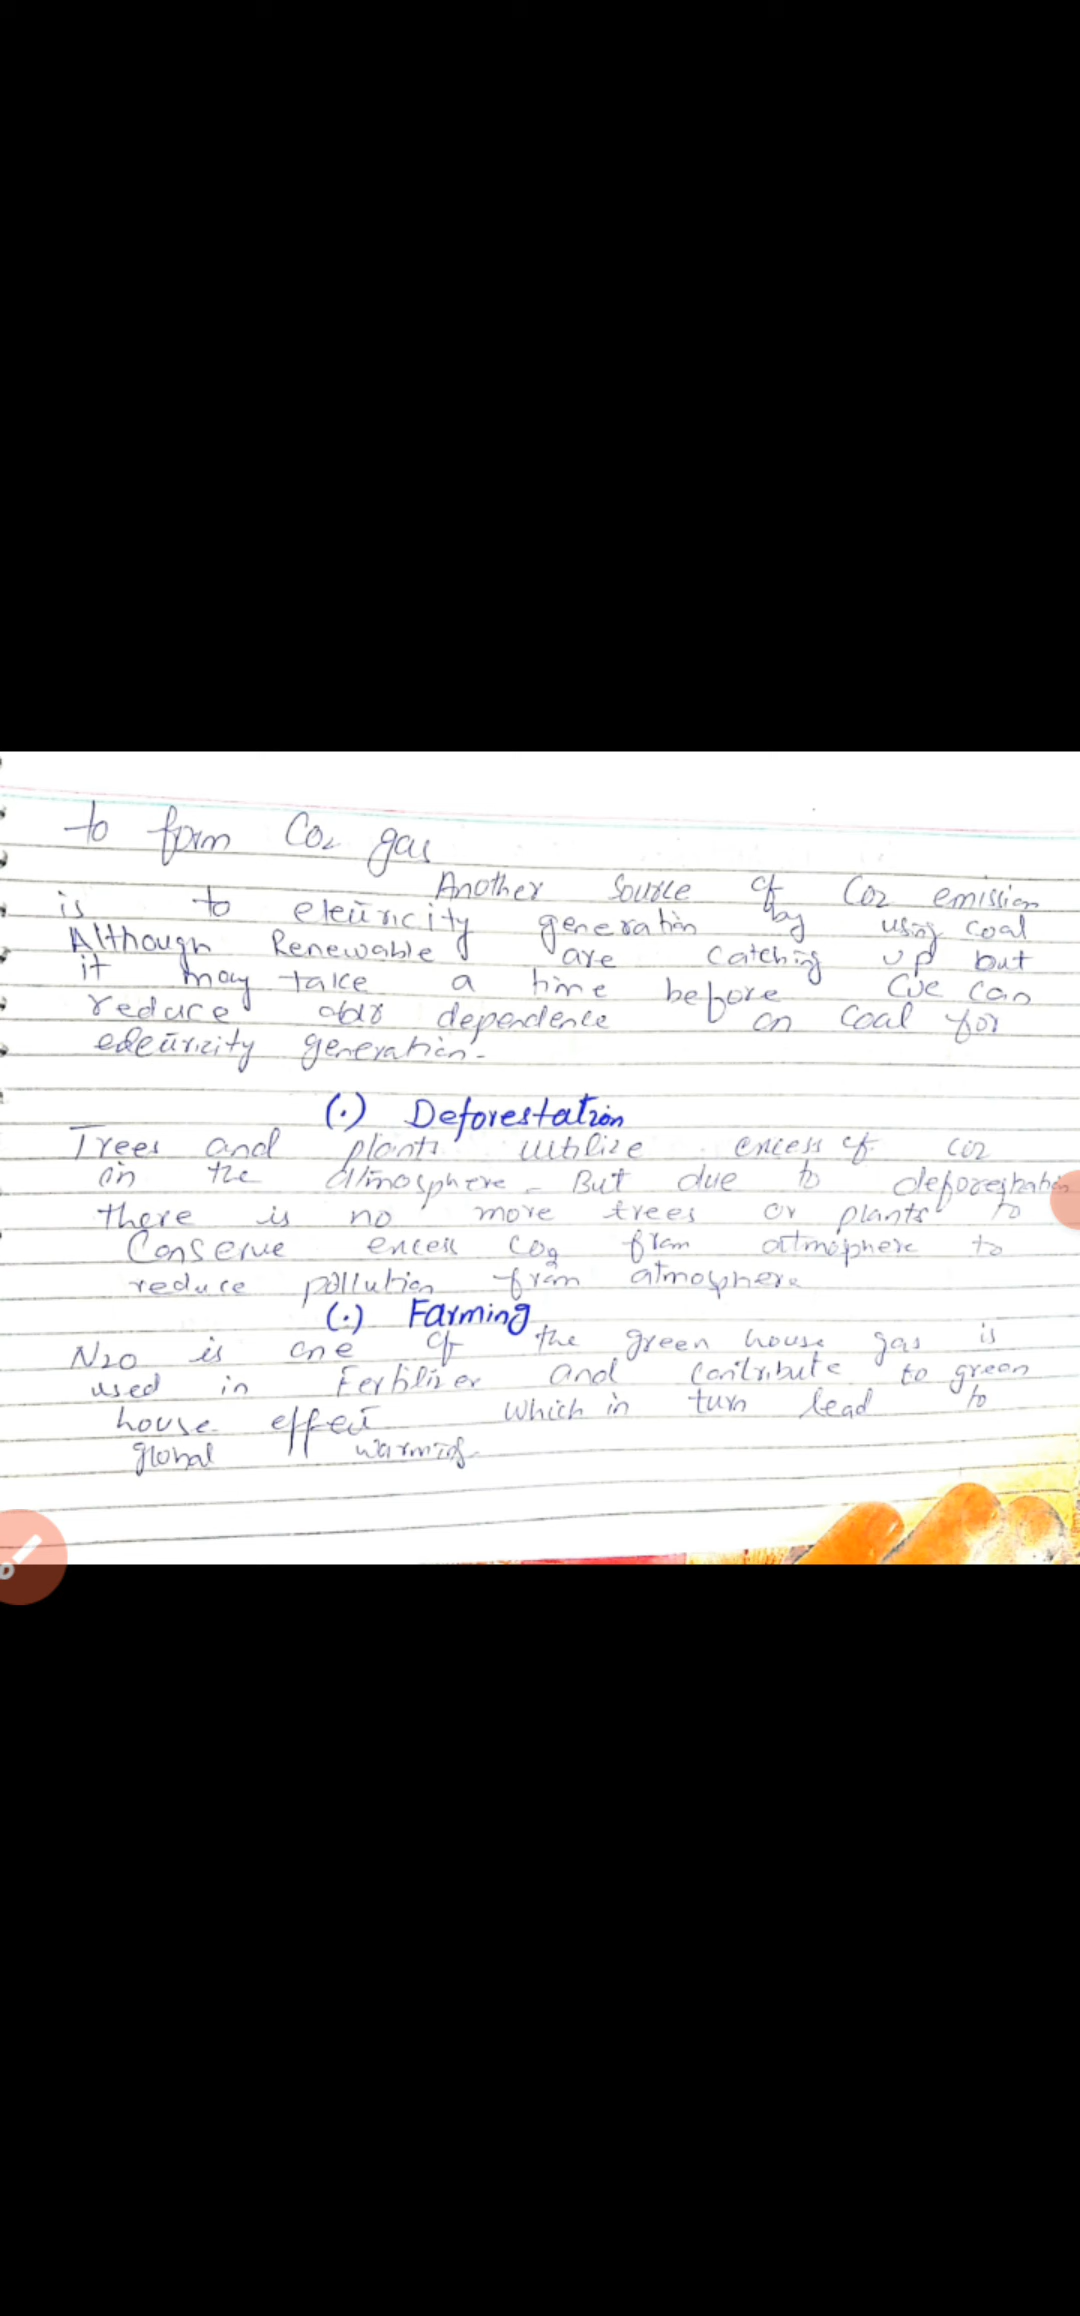 to form CO2 gas
Another source of CO2 emission
is to electricity generation by using coal
Although Renewable are catching up but
it may take a time before we can
reduce our dependence on coal for
electricity generation.
(.) Deforestation
Trees and plants utilize excess of CO2
in the atmosphere. But due to deforestation
there is no more trees or plants to
Conserve excess CO2 from atmosphere to
reduce pollution from atmosphere
(.) Farming
N2O is one of the green house gas is
used in Fertilizer and contribute to green
house effect which in turn lead to
global warming.